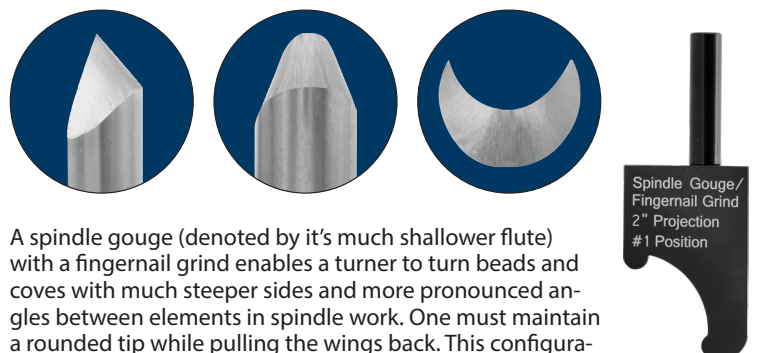 Spindle Gouge/
Fingernail Grind
2" Projection
#1 Position
A spindle gouge (denoted by it’s much shallower flute)
with a fingernail grind enables a turner to turn beads and
coves with much steeper sides and more pronounced an-
gles between elements in spindle work. One must maintain
a rounded tip while pulling the wings back. This configura-